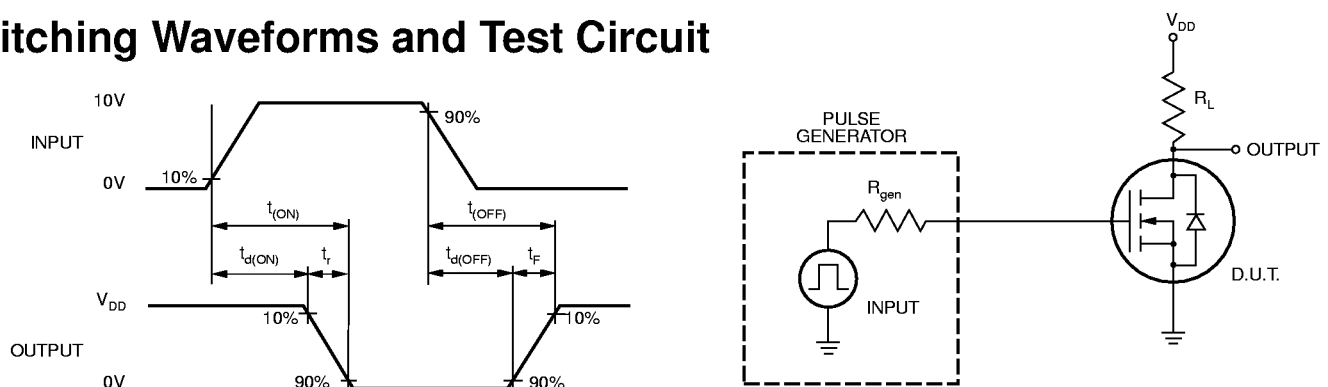 itching Waveforms and Test Circuit
10V
INPUT
0V
10%
90%
t(ON)
t(OFF)
td(ON)
tr
td(OFF)
tF
VDD
10%
10%
OUTPUT
0V
90%
90%
PULSE
GENERATOR
Rgen
INPUT
VDD
RL
OUTPUT
D.U.T.